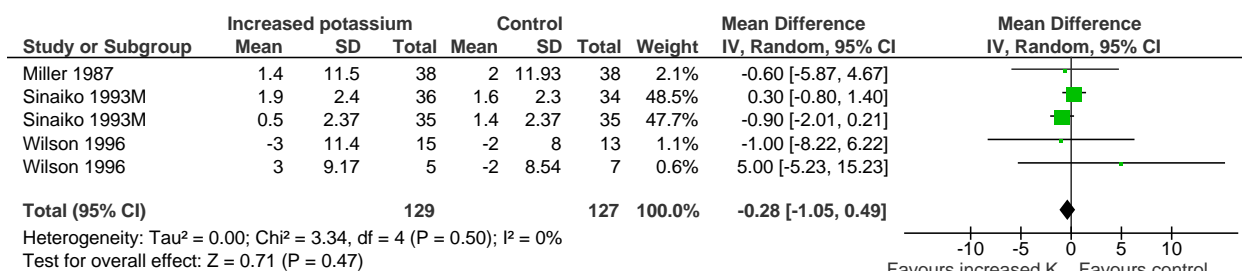 Increased potassium Control Mean Difference Mean Difference
Study or Subgroup Mean SD Total Mean SD Total Weight IV, Random, 95% CI IV, Random, 95% CI
Miller 1987 1.4 11.5 38 2 11.93 38 2.1% -0.60 [-5.87, 4.67]
Sinaiko 1993M 1.9 2.4 36 1.6 2.3 34 48.5% 0.30 [-0.80, 1.40]
Sinaiko 1993M 0.5 2.37 35 1.4 2.37 35 47.7% -0.90 [-2.01, 0.21]
Wilson 1996 -3 11.4 15 -2 8 13 1.1% -1.00 [-8.22, 6.22]
Wilson 1996 3 9.17 5 -2 8.54 7 0.6% 5.00 [-5.23, 15.23]
Total (95% CI) 129 127 100.0% -0.28 [-1.05, 0.49]
Heterogeneity: Tau² = 0.00; Chi² = 3.34, df = 4 (P = 0.50); I² = 0%
Test for overall effect: Z = 0.71 (P = 0.47)
-10 -5 0 5 10
Favours increased K Favours control